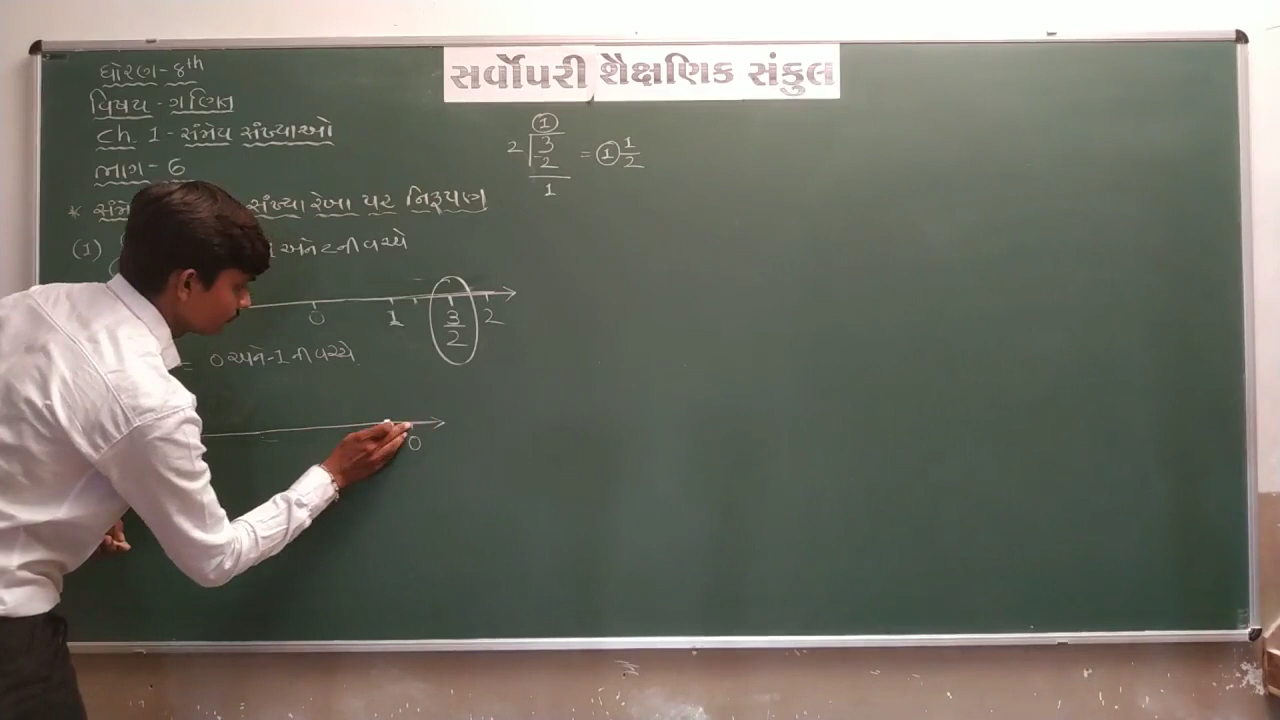 સર્વોપરી શૈક્ષણિક સંકુલ
ધોરણ - ૪th
વિષય - ગણિત
Ch. 1 - સંમેય સંખ્યાઓ
ભાગ - 6
* સંમે સંખ્યા રેખા પર નિરૂપણ
(1) અને 2 ની વચ્ચે
0 1 3/2 2
= 0 અને -1 ની વચ્ચે
0
1
2 3 = 1 1/2
-2
1